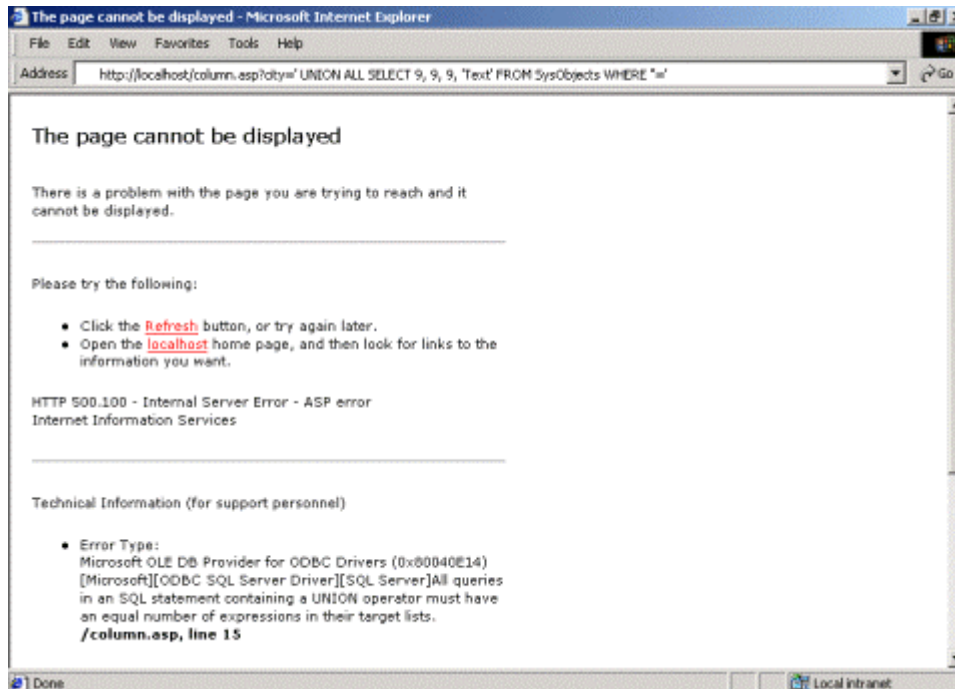 The page cannot be displayed - Microsoft Internet Explorer
File Edit View Favorites Tools Help
Address http://localhost/column.asp?city=' UNION ALL SELECT 9, 9, 9, 'Text' FROM SysObjects WHERE ''=' Go
The page cannot be displayed
There is a problem with the page you are trying to reach and it
cannot be displayed.
Please try the following:
• Click the Refresh button, or try again later.
• Open the localhost home page, and then look for links to the
information you want.
HTTP 500.100 - Internal Server Error - ASP error
Internet Information Services
Technical Information (for support personnel)
• Error Type:
Microsoft OLE DB Provider for ODBC Drivers (0x80040E14)
[Microsoft][ODBC SQL Server Driver][SQL Server]All queries
in an SQL statement containing a UNION operator must have
an equal number of expressions in their target lists.
/column.asp, line 15
Done Local intranet